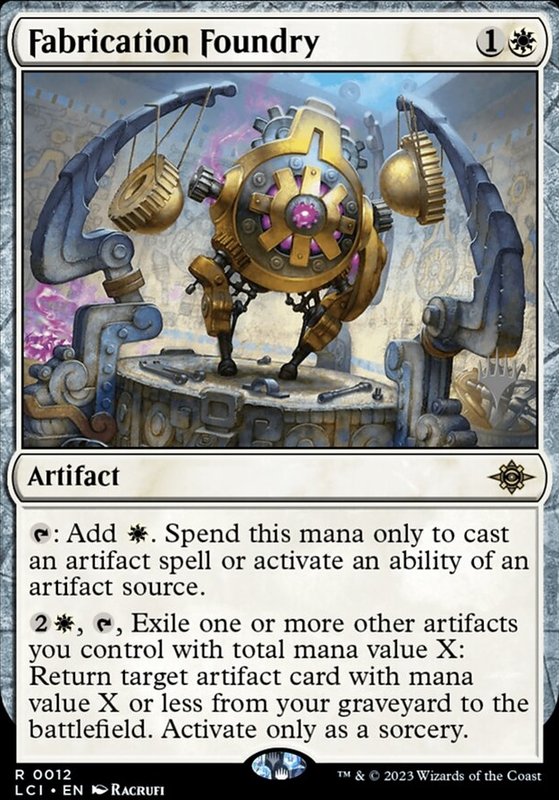 Fabrication Foundry 1
Artifact
: Add . Spend this mana only to cast
an artifact spell or activate an ability of an
artifact source.
2, , Exile one or more other artifacts
you control with total mana value X:
Return target artifact card with mana
value X or less from your graveyard to the
battlefield. Activate only as a sorcery.
R 0012
LCI • EN Racrufi
™ & © 2023 Wizards of the Coast